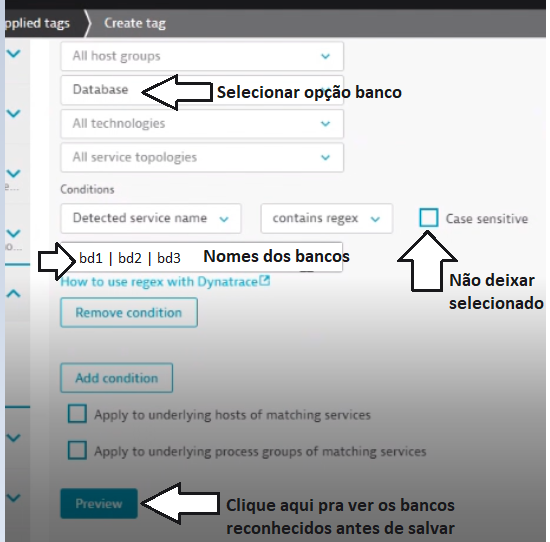 pplied tags
Create tag
All host groups
Database
Selecionar opção banco
All technologies
All service topologies
Conditions
Detected service name
contains regex
Case sensitive
bd1 | bd2 | bd3
Nomes dos bancos
How to use regex with Dynatrace
Não deixar
selecionado
Remove condition
Add condition
Apply to underlying hosts of matching services
Apply to underlying process groups of matching services
Preview
Clique aqui pra ver os bancos
reconhecidos antes de salvar
e...
o...